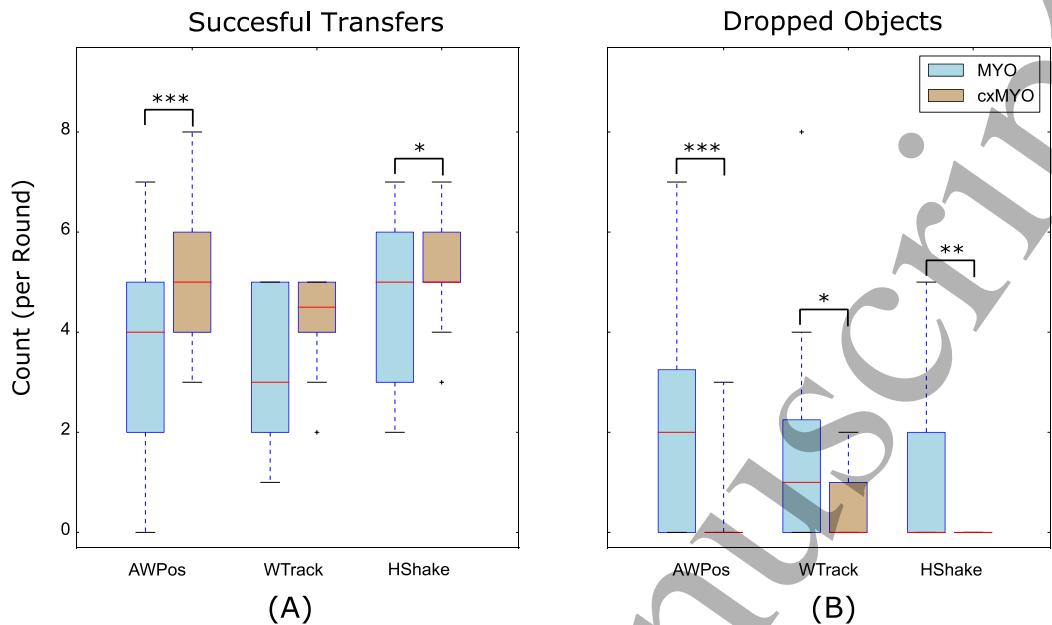 Succesful Transfers
Dropped Objects
MYO
cxMYO
***
*
***
*
**
Count (per Round)
8
6
4
2
0
AWPos
WTrack
HShake
AWPos
WTrack
HShake
(A)
(B)
nuscrip